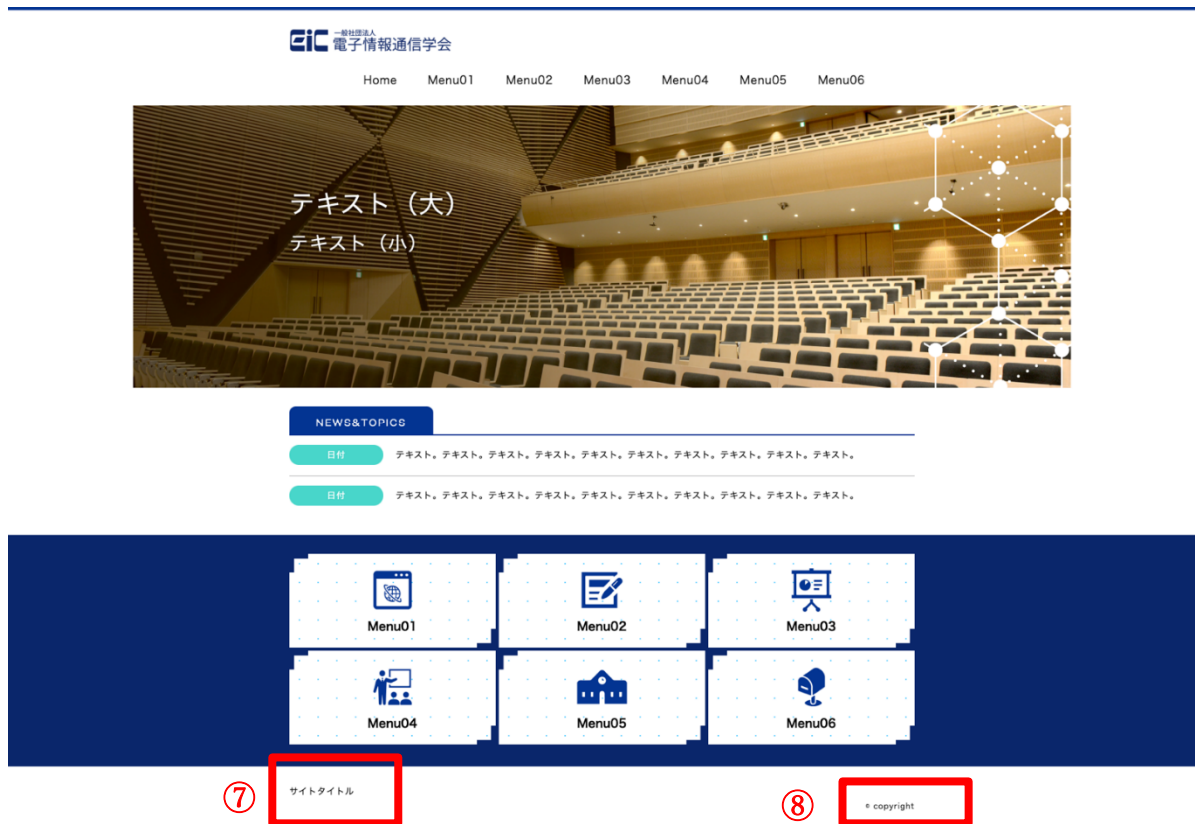 EiC 一般社団法人
電子情報通信学会
Home Menu01 Menu02 Menu03 Menu04 Menu05 Menu06
テキスト（大）
テキスト（小）
NEWS&TOPICS
日付 テキスト。テキスト。テキスト。テキスト。テキスト。テキスト。テキスト。テキスト。テキスト。テキスト。
日付 テキスト。テキスト。テキスト。テキスト。テキスト。テキスト。テキスト。テキスト。テキスト。テキスト。
Menu01 Menu02 Menu03
Menu04 Menu05 Menu06
⑦ サイトタイトル
⑧ © copyright